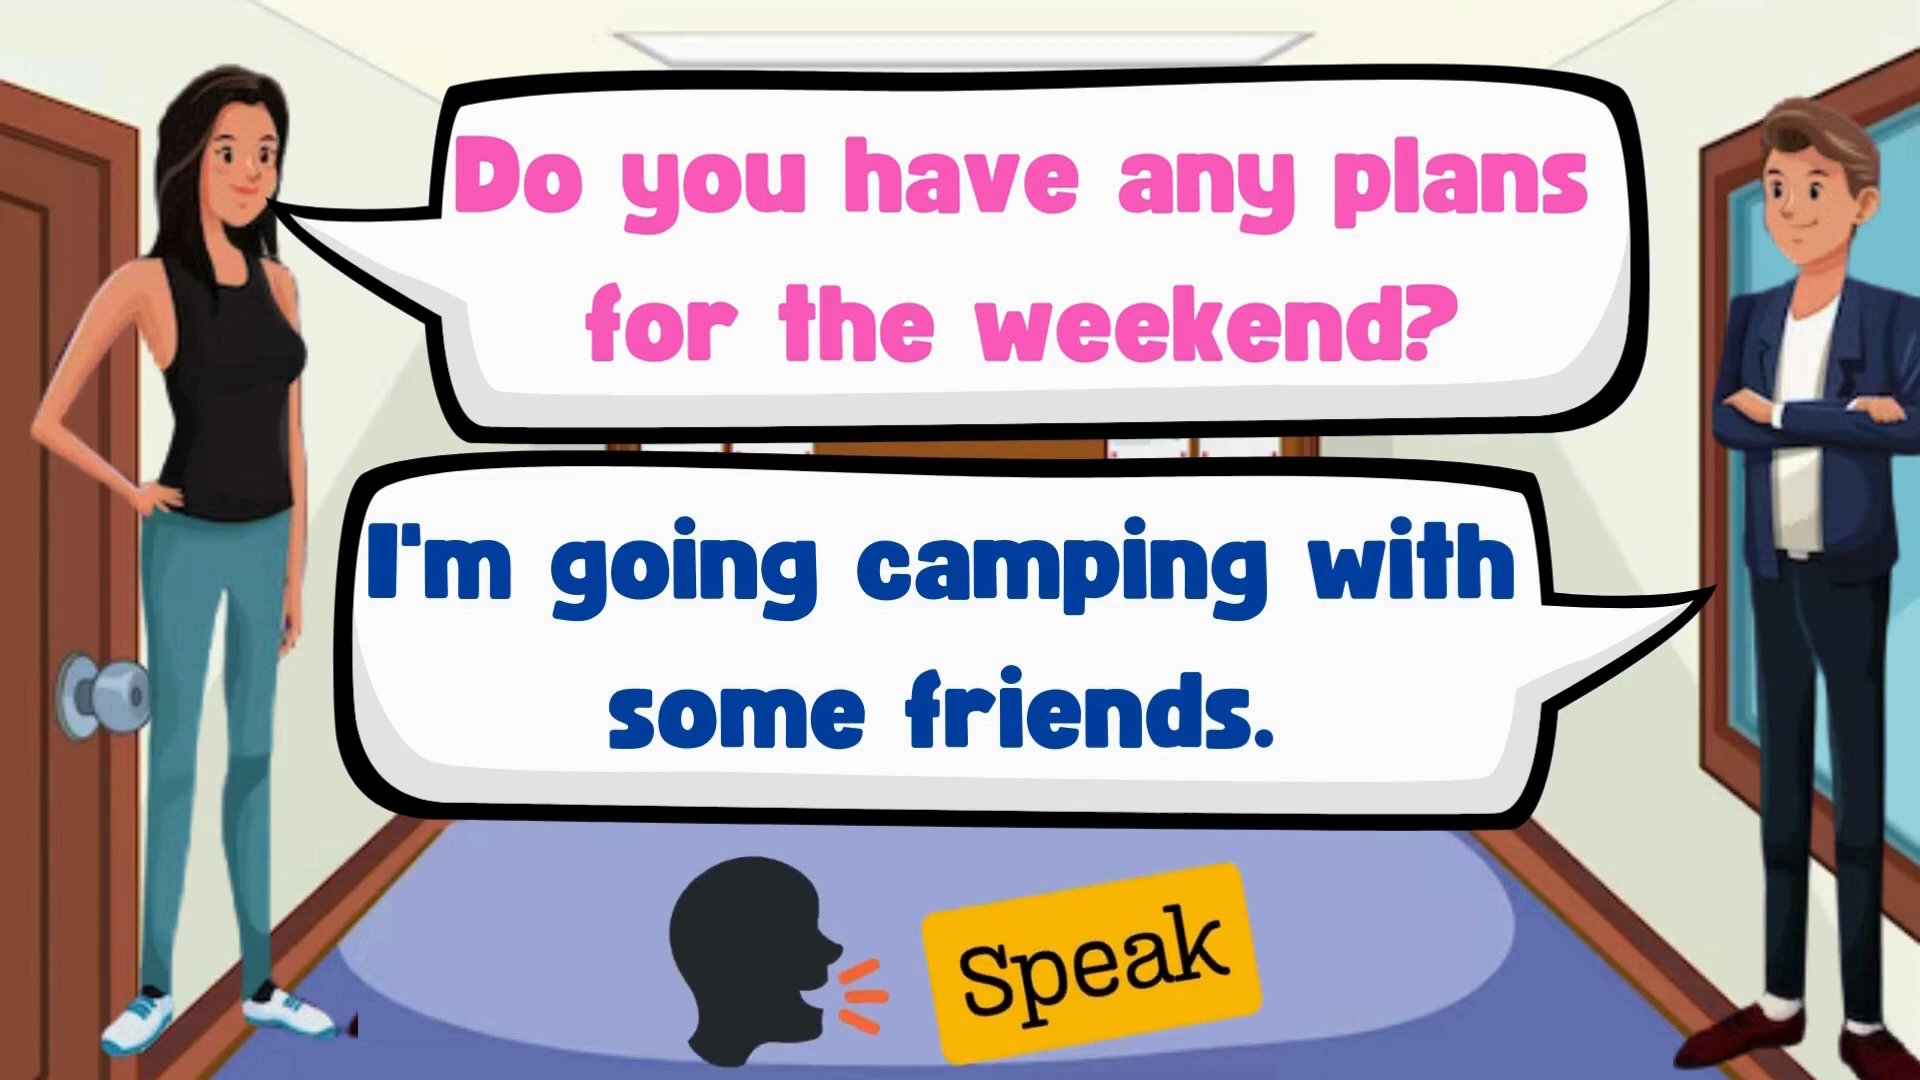 Do you have any plans
for the weekend?
I'm going camping with
some friends.
Speak